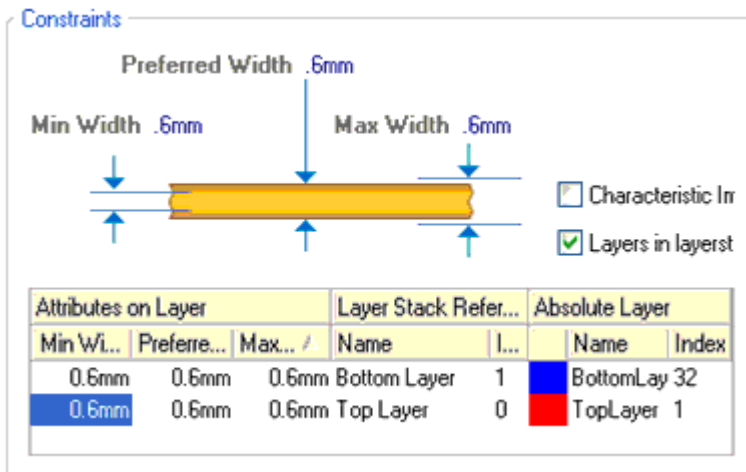 Constraints
Preferred Width .6mm
Min Width .6mm Max Width .6mm
Characteristic Im
Layers in layerst
Attributes on Layer Layer Stack Refer... Absolute Layer
Min Wi... Preferre... Max... Name I... Name Index
0.6mm 0.6mm 0.6mm Bottom Layer 1 BottomLay 32
0.6mm 0.6mm 0.6mm Top Layer 0 TopLayer 1